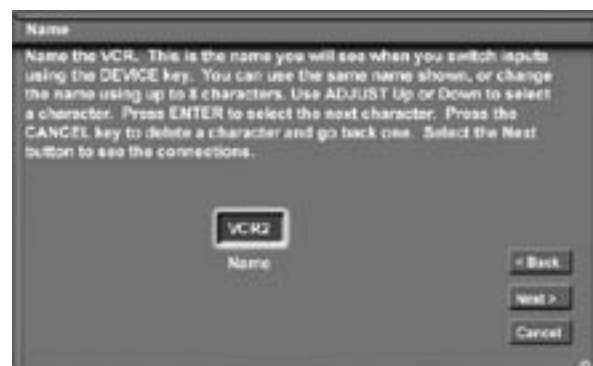 Name
Name the VCR. This is the name you will see when you switch inputs
using the DEVICE key. You can use the same name shown, or change
the name using up to 8 characters. Use ADJUST Up or Down to select
a character. Press ENTER to select the next character. Press the
CANCEL key to delete a character and go back one. Select the Next
button to see the connections.
VCR2
Name
< Back
Next >
Cancel